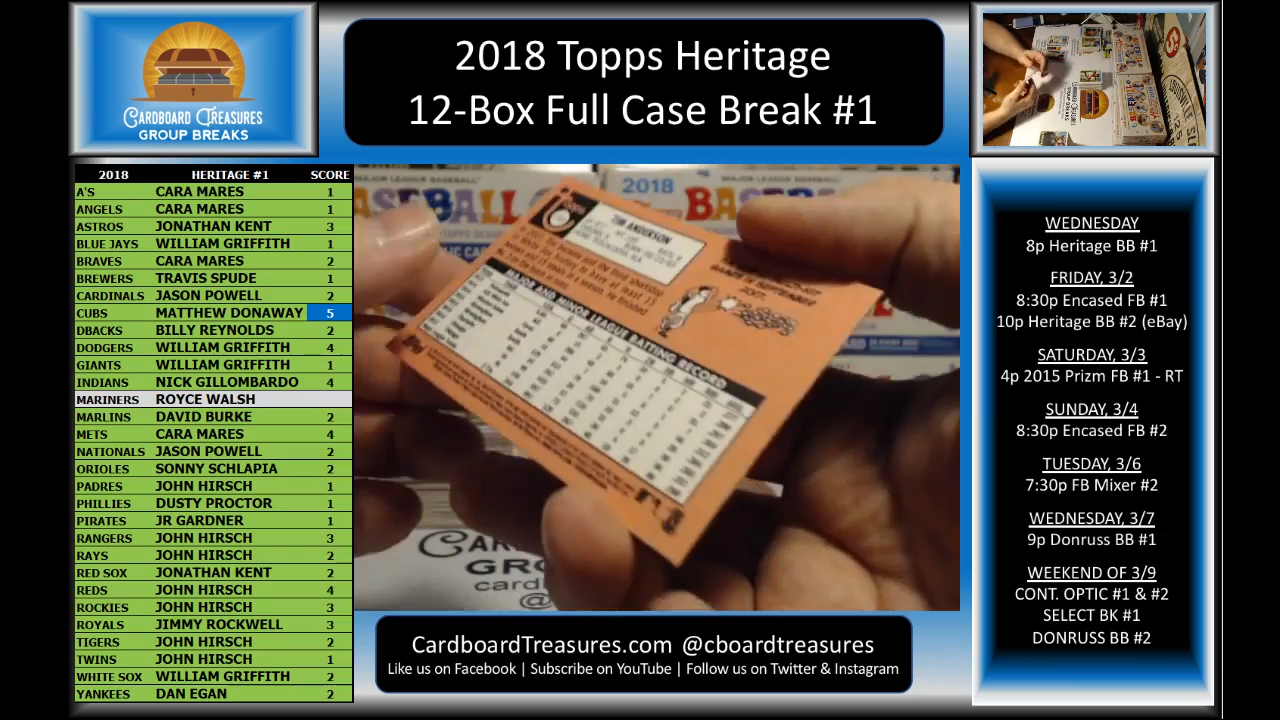 CARDBOARD TREASURES
GROUP BREAKS
2018 Topps Heritage
12-Box Full Case Break #1
2018 HERITAGE #1 SCORE
A'S CARA MARES 1
ANGELS CARA MARES 1
ASTROS JONATHAN KENT 3
BLUE JAYS WILLIAM GRIFFITH 1
BRAVES CARA MARES 2
BREWERS TRAVIS SPUDE 1
CARDINALS JASON POWELL 2
CUBS MATTHEW DONAWAY 5
DBACKS BILLY REYNOLDS 2
DODGERS WILLIAM GRIFFITH 4
GIANTS WILLIAM GRIFFITH 1
INDIANS NICK GILLOMBARDO 4
MARINERS ROYCE WALSH
MARLINS DAVID BURKE 2
METS CARA MARES 4
NATIONALS JASON POWELL 2
ORIOLES SONNY SCHLAPIA 2
PADRES JOHN HIRSCH 1
PHILLIES DUSTY PROCTOR 1
PIRATES JR GARDNER 1
RANGERS JOHN HIRSCH 3
RAYS JOHN HIRSCH 2
RED SOX JONATHAN KENT 2
REDS JOHN HIRSCH 4
ROCKIES JOHN HIRSCH 3
ROYALS JIMMY ROCKWELL 3
TIGERS JOHN HIRSCH 2
TWINS JOHN HIRSCH 1
WHITE SOX WILLIAM GRIFFITH 2
YANKEES DAN EGAN 2
2018
BASEBALL
TIM ANDERSON
GAMES IN SEPTEMBER
2017.
MAJOR AND MINOR LEAGUE BATTING RECORD
WEDNESDAY
8p Heritage BB #1
FRIDAY, 3/2
8:30p Encased FB #1
10p Heritage BB #2 (eBay)
SATURDAY, 3/3
4p 2015 Prizm FB #1 - RT
SUNDAY, 3/4
8:30p Encased FB #2
TUESDAY, 3/6
7:30p FB Mixer #2
WEDNESDAY, 3/7
9p Donruss BB #1
WEEKEND OF 3/9
CONT. OPTIC #1 & #2
SELECT BK #1
DONRUSS BB #2
CardboardTreasures.com @cboardtreasures
Like us on Facebook | Subscribe on YouTube | Follow us on Twitter & Instagram